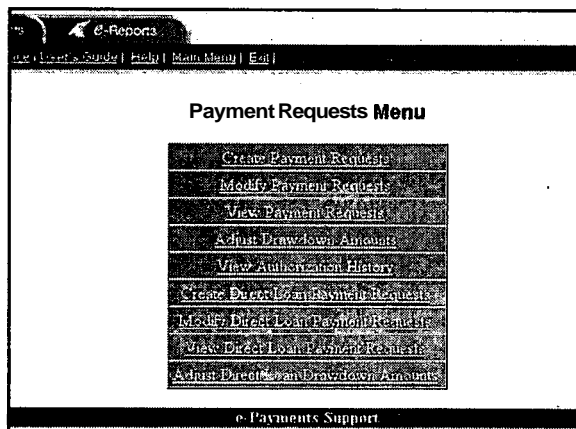 e-Reports
User's Guide | Help | Main Menu | Exit |
Payment Requests Menu
Create Payment Requests
Modify Payment Requests
View Payment Requests
Adjust Drawdown Amounts
View Authorization History
Create Direct Loan Payment Requests
Modify Direct Loan Payment Requests
View Direct Loan Payment Requests
Adjust Direct Loan Drawdown Amounts
e-Payments Support